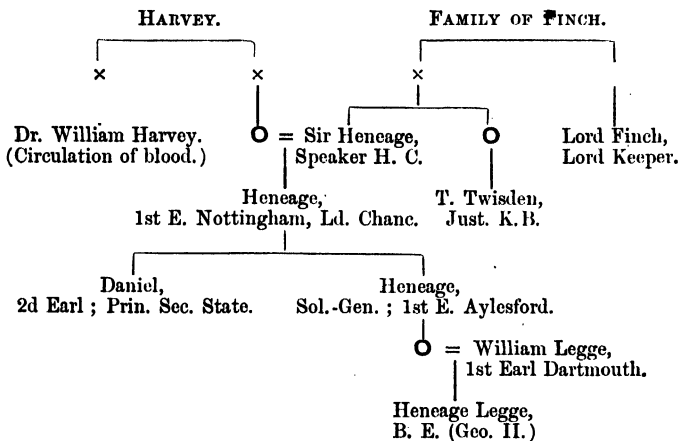 HARVEY. FAMILY OF FINCH.
× × ×
Dr. William Harvey. O = Sir Heneage, O Lord Finch,
(Circulation of blood.) Speaker H. C. Lord Keeper.
Heneage, T. Twisden,
1st E. Nottingham, Ld. Chanc. Just. K. B.
Daniel, Heneage,
2d Earl ; Prin. Sec. State. Sol.-Gen. ; 1st E. Aylesford.
O = William Legge,
1st Earl Dartmouth.
Heneage Legge,
B. E. (Geo. II.)